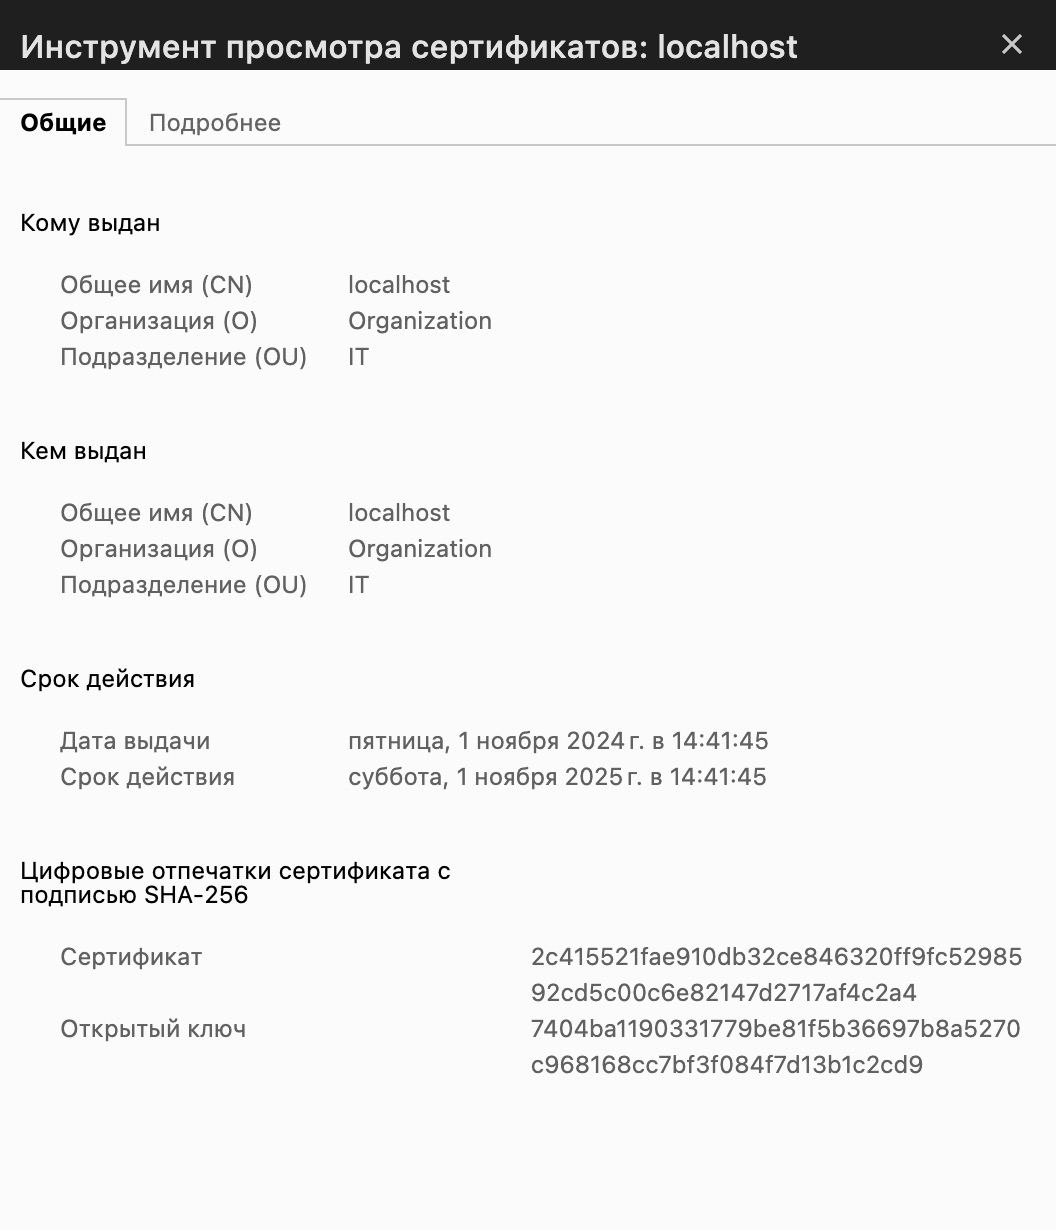 Инструмент просмотра сертификатов: localhost
Общие Подробнее
Кому выдан
Общее имя (CN) localhost
Организация (O) Organization
Подразделение (OU) IT
Кем выдан
Общее имя (CN) localhost
Организация (O) Organization
Подразделение (OU) IT
Срок действия
Дата выдачи пятница, 1 ноября 2024 г. в 14:41:45
Срок действия суббота, 1 ноября 2025 г. в 14:41:45
Цифровые отпечатки сертификата с
подписью SHA-256
Сертификат 2c415521fae910db32ce846320ff9fc52985
92cd5c00c6e82147d2717af4c2a4
Открытый ключ 7404ba1190331779be81f5b36697b8a5270
c968168cc7bf3f084f7d13b1c2cd9